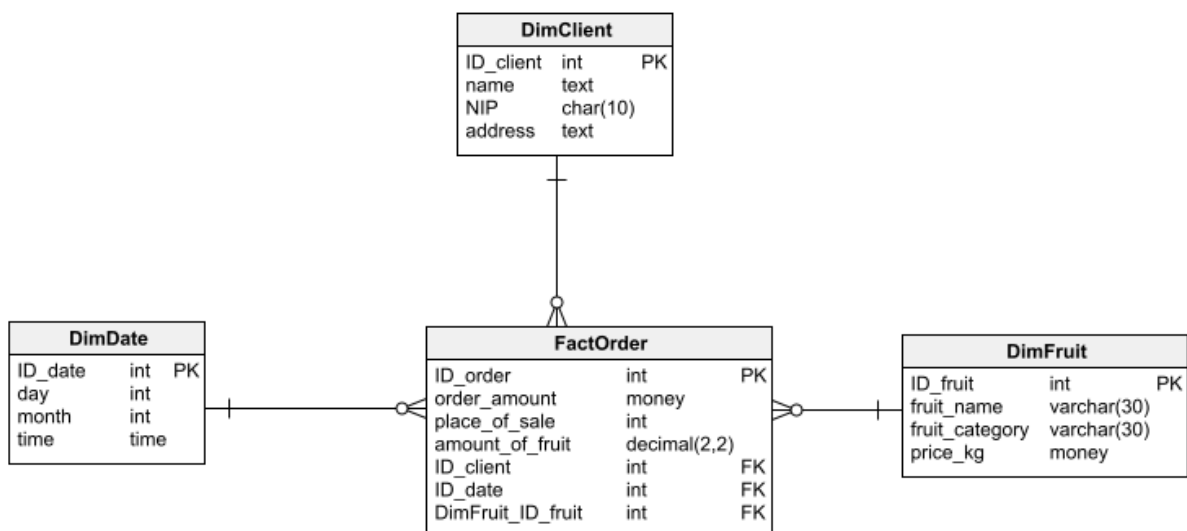 DimClient
ID_client int PK
name text
NIP char(10)
address text
DimDate
ID_date int PK
day int
month int
time time
FactOrder
ID_order int PK
order_amount money
place_of_sale int
amount_of_fruit decimal(2,2)
ID_client int FK
ID_date int FK
DimFruit_ID_fruit int FK
DimFruit
ID_fruit int PK
fruit_name varchar(30)
fruit_category varchar(30)
price_kg money